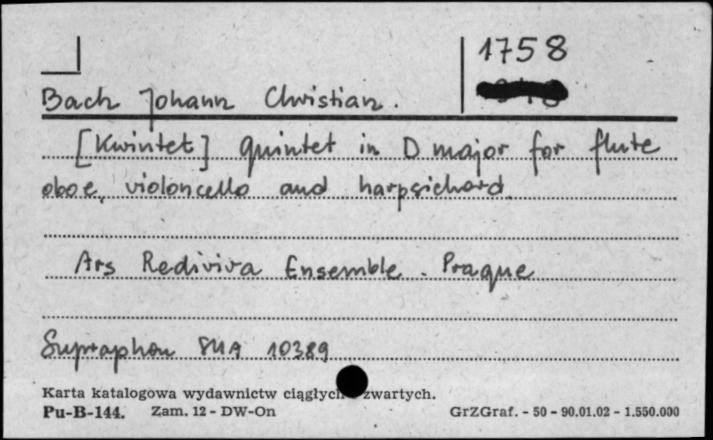 1758
Bach Johann Christian.
[Kwintet] Quintet in D major for flute
oboe, violoncello and harpsichord
Ars Rediviva Ensemble. Prague
Supraphon SUA 10389
Karta katalogowa wydawnictw ciągłych zwartych.
Pu-B-144. Zam. 12 - DW-On GrZGraf. - 50 - 90.01.02 - 1.550.000